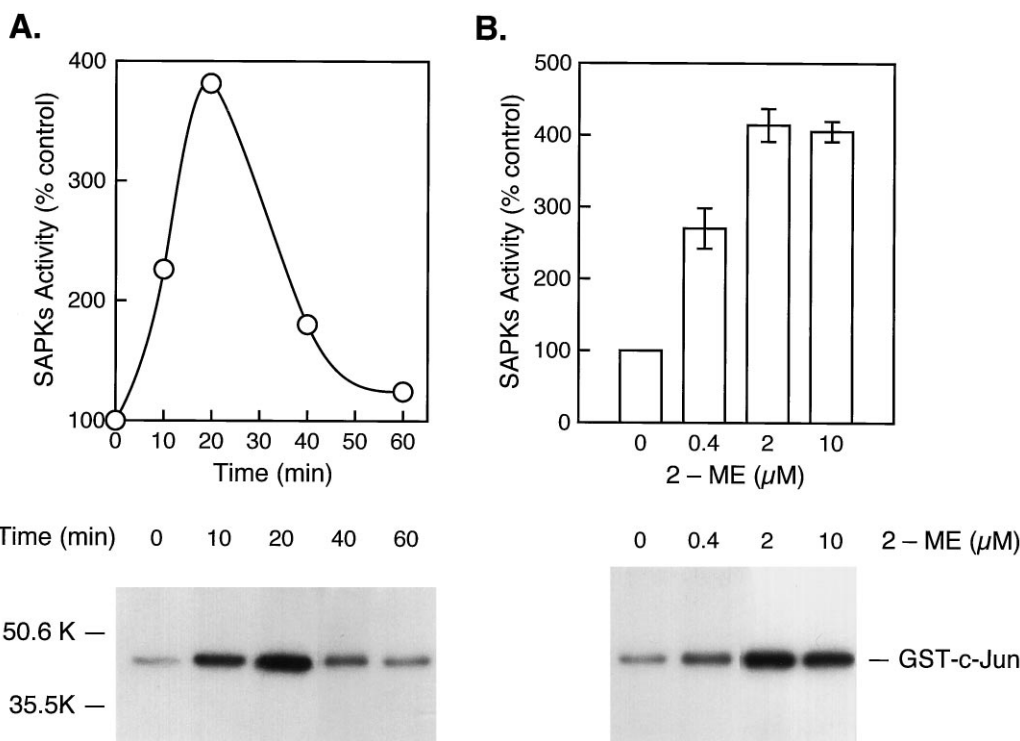 A.
B.
SAPKs Activity (% control)
400
300
200
100
0 10 20 30 40 50 60
Time (min)
SAPKs Activity (% control)
500
400
300
200
100
0
0 0.4 2 10
2 – ME (µM)
Time (min) 0 10 20 40 60
50.6 K –
35.5K –
0 0.4 2 10 2 – ME (µM)
– GST-c-Jun